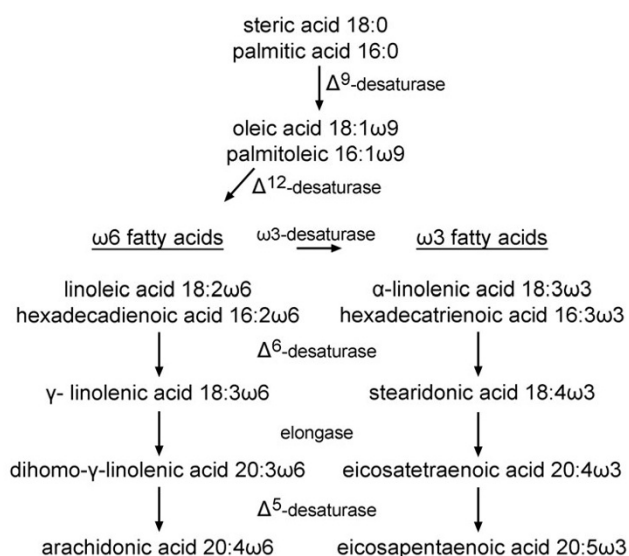 steric acid 18:0
palmitic acid 16:0
Δ9-desaturase
oleic acid 18:1ω9
palmitoleic 16:1ω9
Δ12-desaturase
ω6 fatty acids
ω3-desaturase
ω3 fatty acids
linoleic acid 18:2ω6
hexadecadienoic acid 16:2ω6
α-linolenic acid 18:3ω3
hexadecatrienoic acid 16:3ω3
Δ6-desaturase
γ- linolenic acid 18:3ω6
stearidonic acid 18:4ω3
elongase
dihomo-γ-linolenic acid 20:3ω6
eicosatetraenoic acid 20:4ω3
Δ5-desaturase
arachidonic acid 20:4ω6
eicosapentaenoic acid 20:5ω3